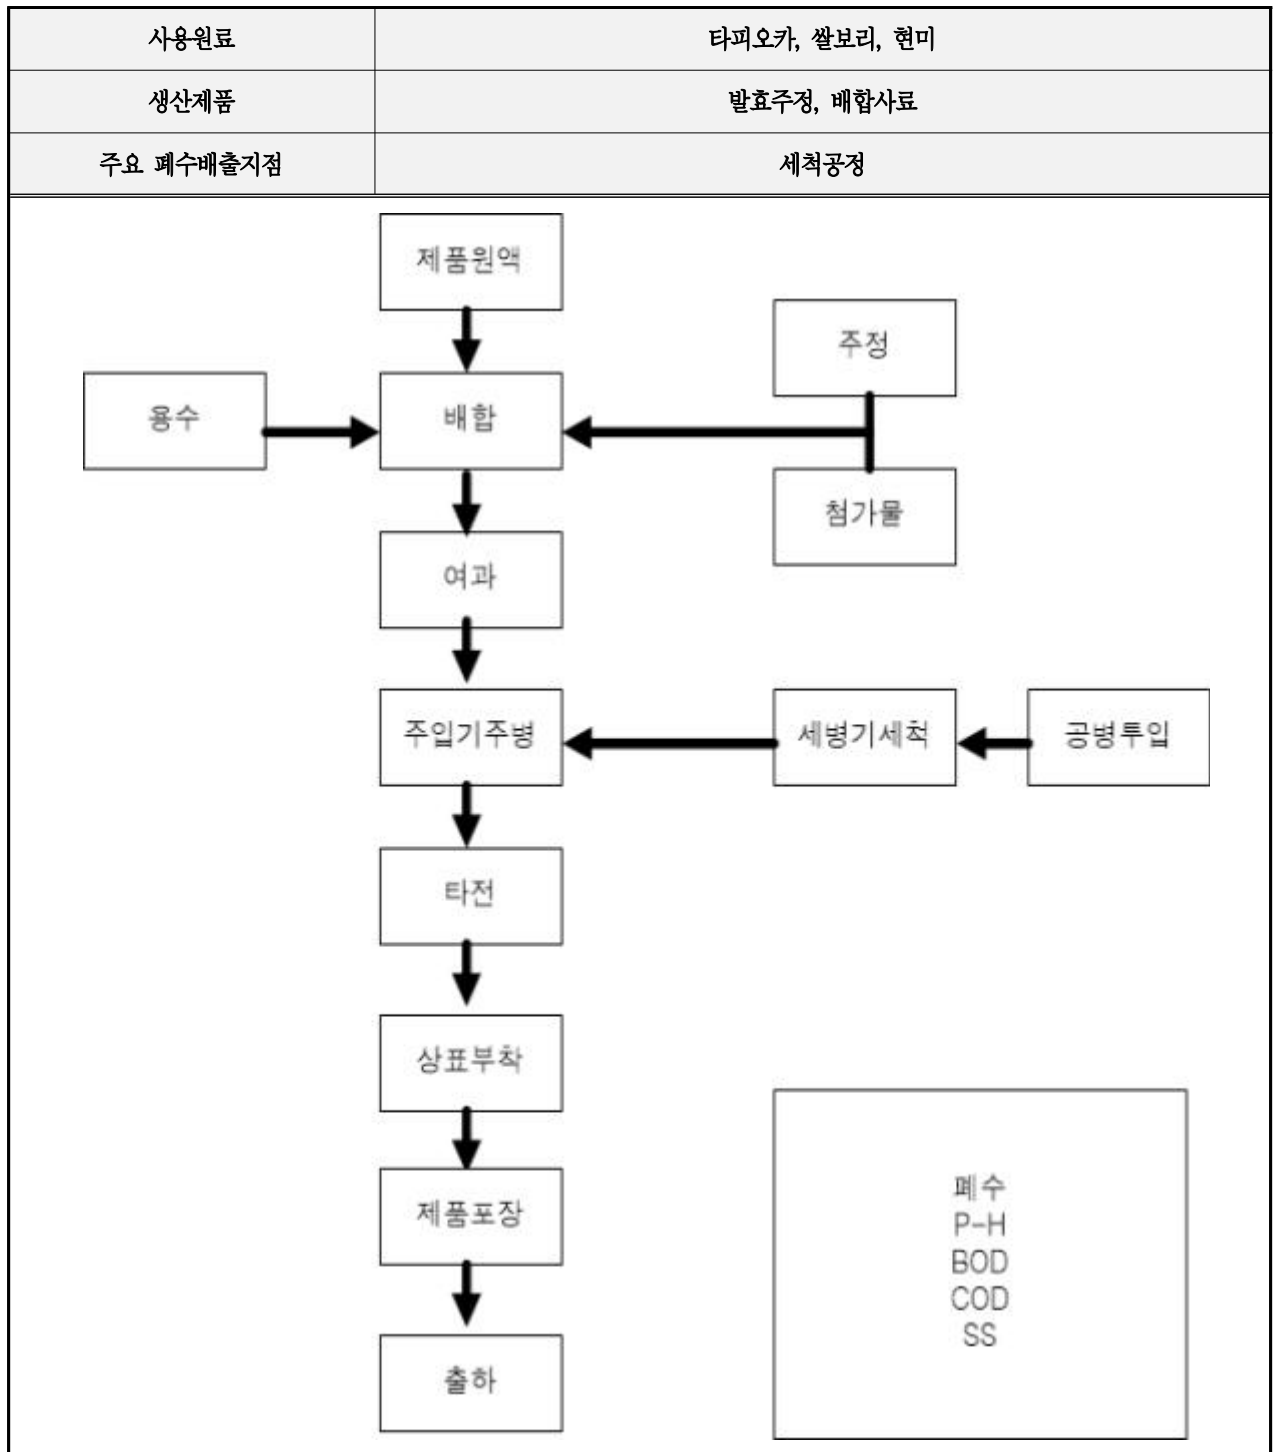 사용원료 타피오카, 쌀보리, 현미
생산제품 발효주정, 배합사료
주요 폐수배출지점 세척공정
제품원액
주정
용수
배합
첨가물
여과
주입기주병
세병기세척
공병투입
타전
상표부착
제품포장
출하
폐수
P-H
BOD
COD
SS